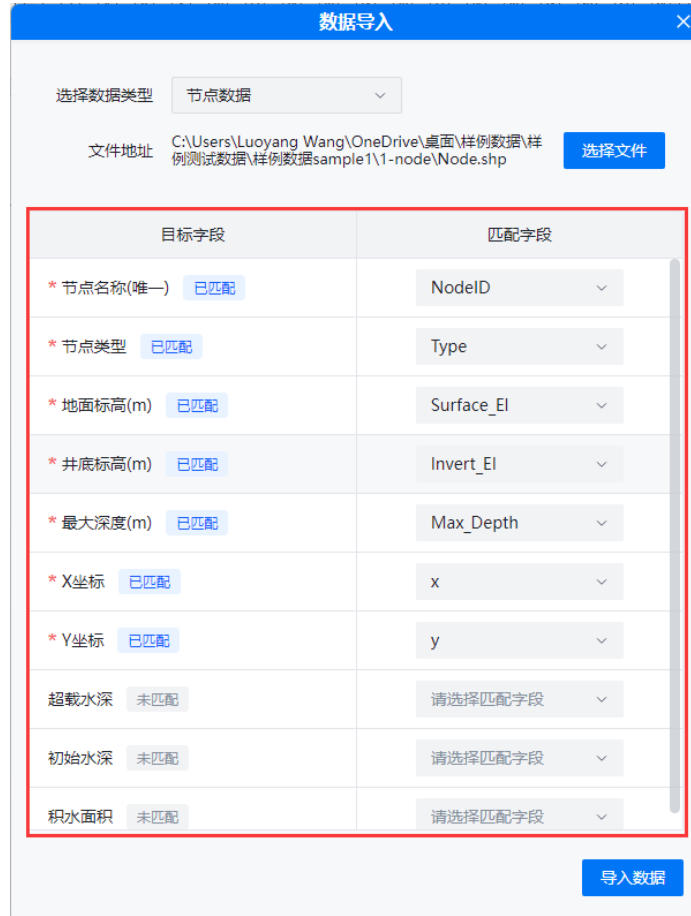 数据导入
选择数据类型 节点数据
文件地址 C:\Users\Luoyang Wang\OneDrive\桌面\样例数据\样
例测试数据\样例数据sample1\1-node\Node.shp
选择文件
目标字段 匹配字段
* 节点名称(唯一) 已匹配 NodeID
* 节点类型 已匹配 Type
* 地面标高(m) 已匹配 Surface_El
* 井底标高(m) 已匹配 Invert_El
* 最大深度(m) 已匹配 Max_Depth
* X坐标 已匹配 x
* Y坐标 已匹配 y
超载水深 未匹配 请选择匹配字段
初始水深 未匹配 请选择匹配字段
积水面积 未匹配 请选择匹配字段
导入数据